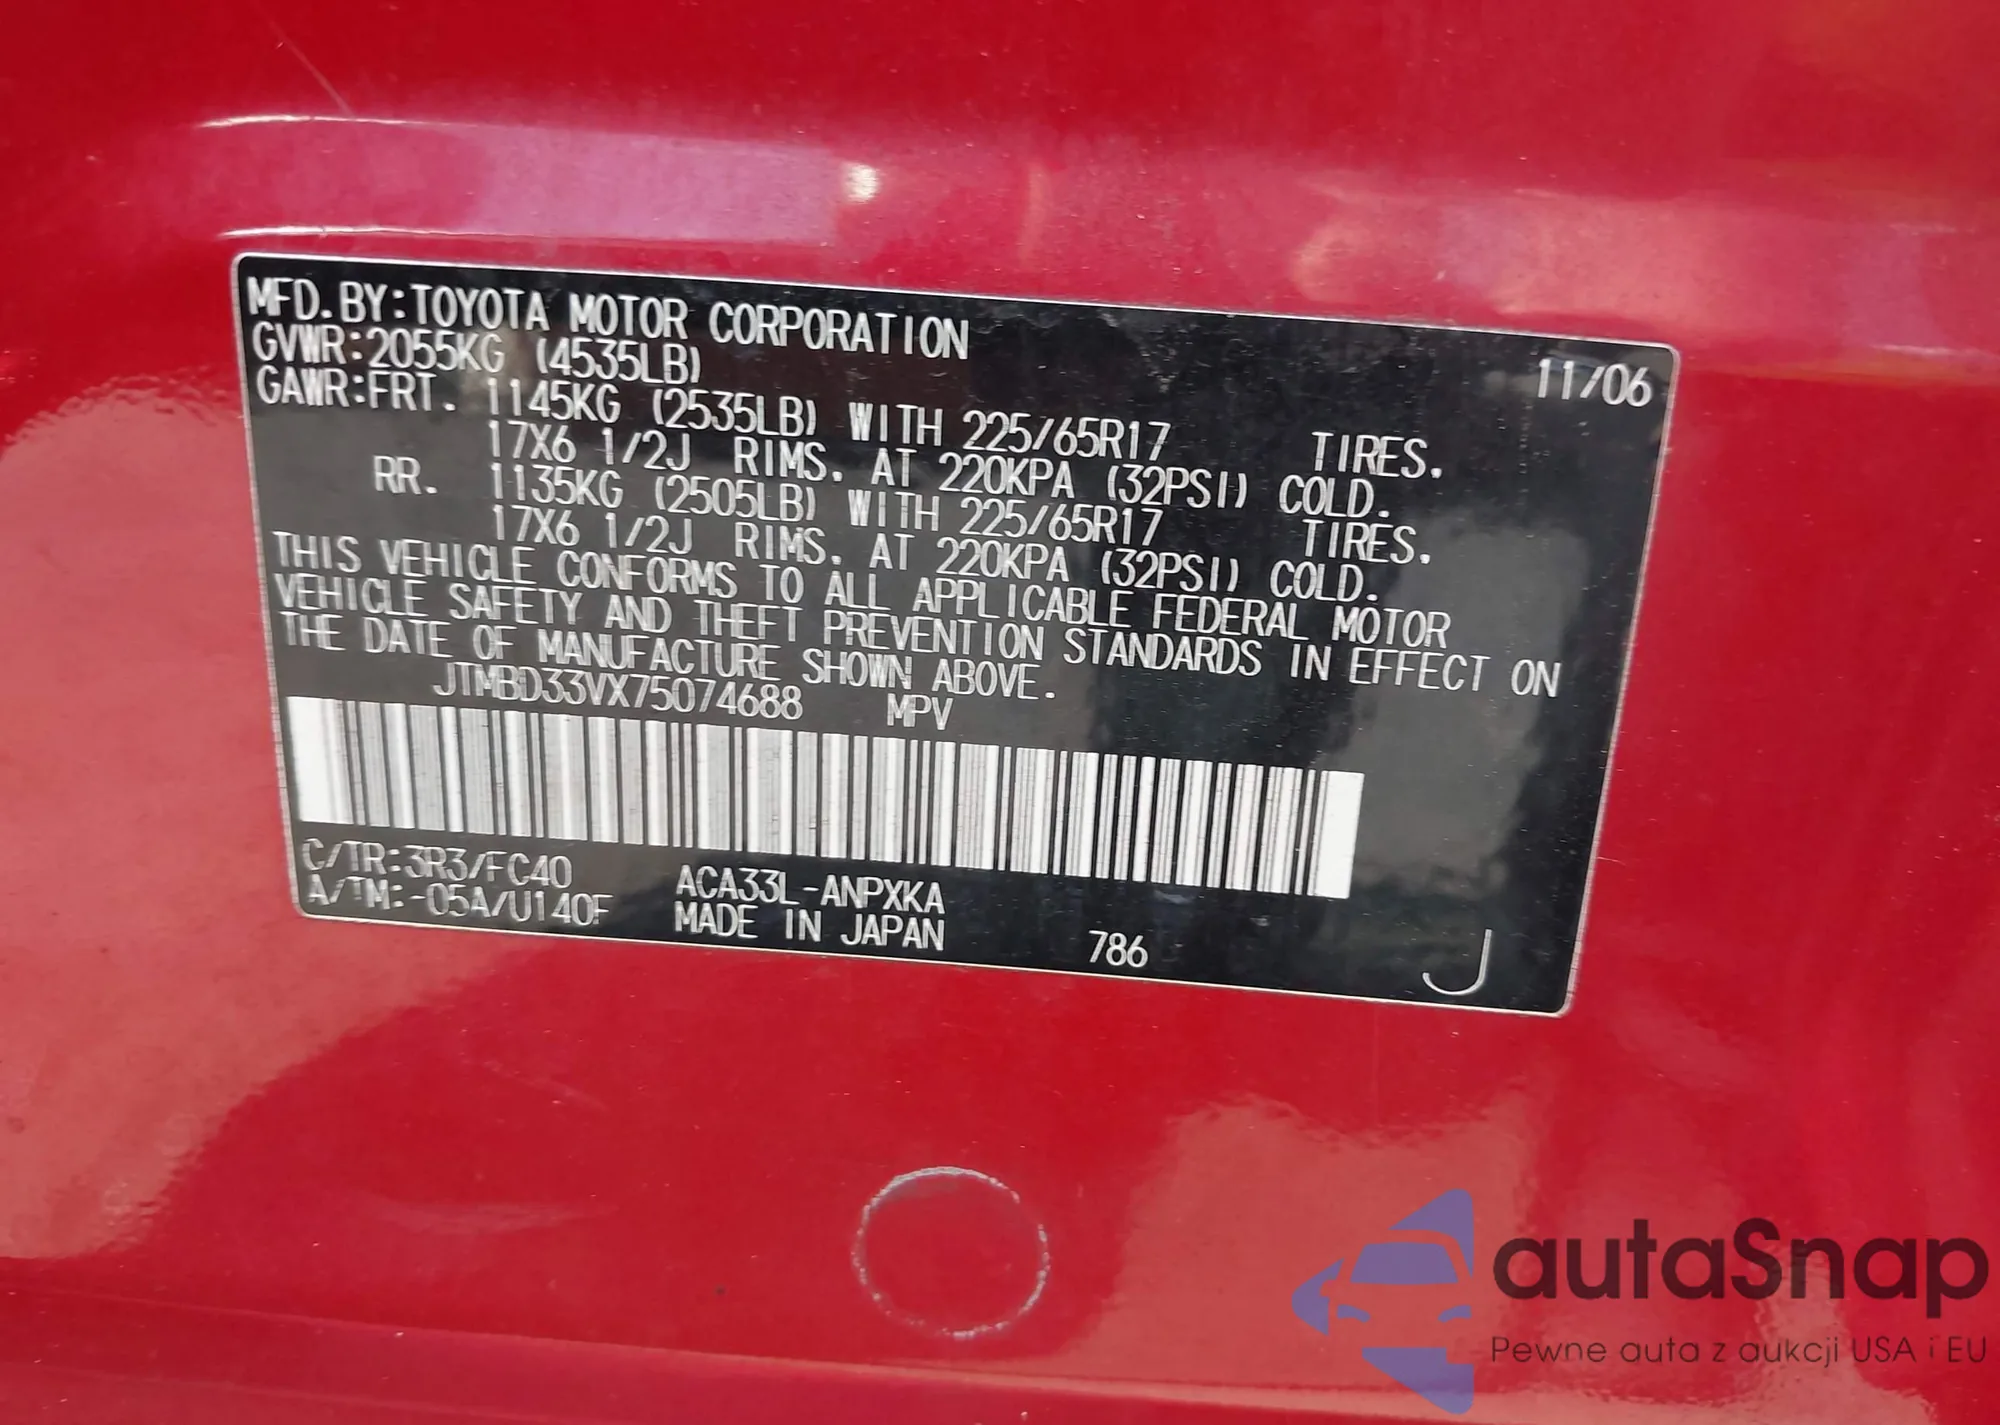 MFD.BY:TOYOTA MOTOR CORPORATION 11/06
GVWR:2055KG (4535LB)
GAWR:FRT. 1145KG (2535LB) WITH 225/65R17 TIRES.
17X6 1/2J RIMS. AT 220KPA (32PSI) COLD.
RR. 1135KG (2505LB) WITH 225/65R17 TIRES.
17X6 1/2J RIMS. AT 220KPA (32PSI) COLD.
THIS VEHICLE CONFORMS TO ALL APPLICABLE FEDERAL MOTOR
VEHICLE SAFETY AND THEFT PREVENTION STANDARDS IN EFFECT ON
THE DATE OF MANUFACTURE SHOWN ABOVE.
JTMBD33VX75074688 MPV
C/TR:3R3/FC40 ACA33L-ANPXKA
A/TM:-05A/U140F MADE IN JAPAN 786 J
autaSnap
Pewne auta z aukcji USA i EU